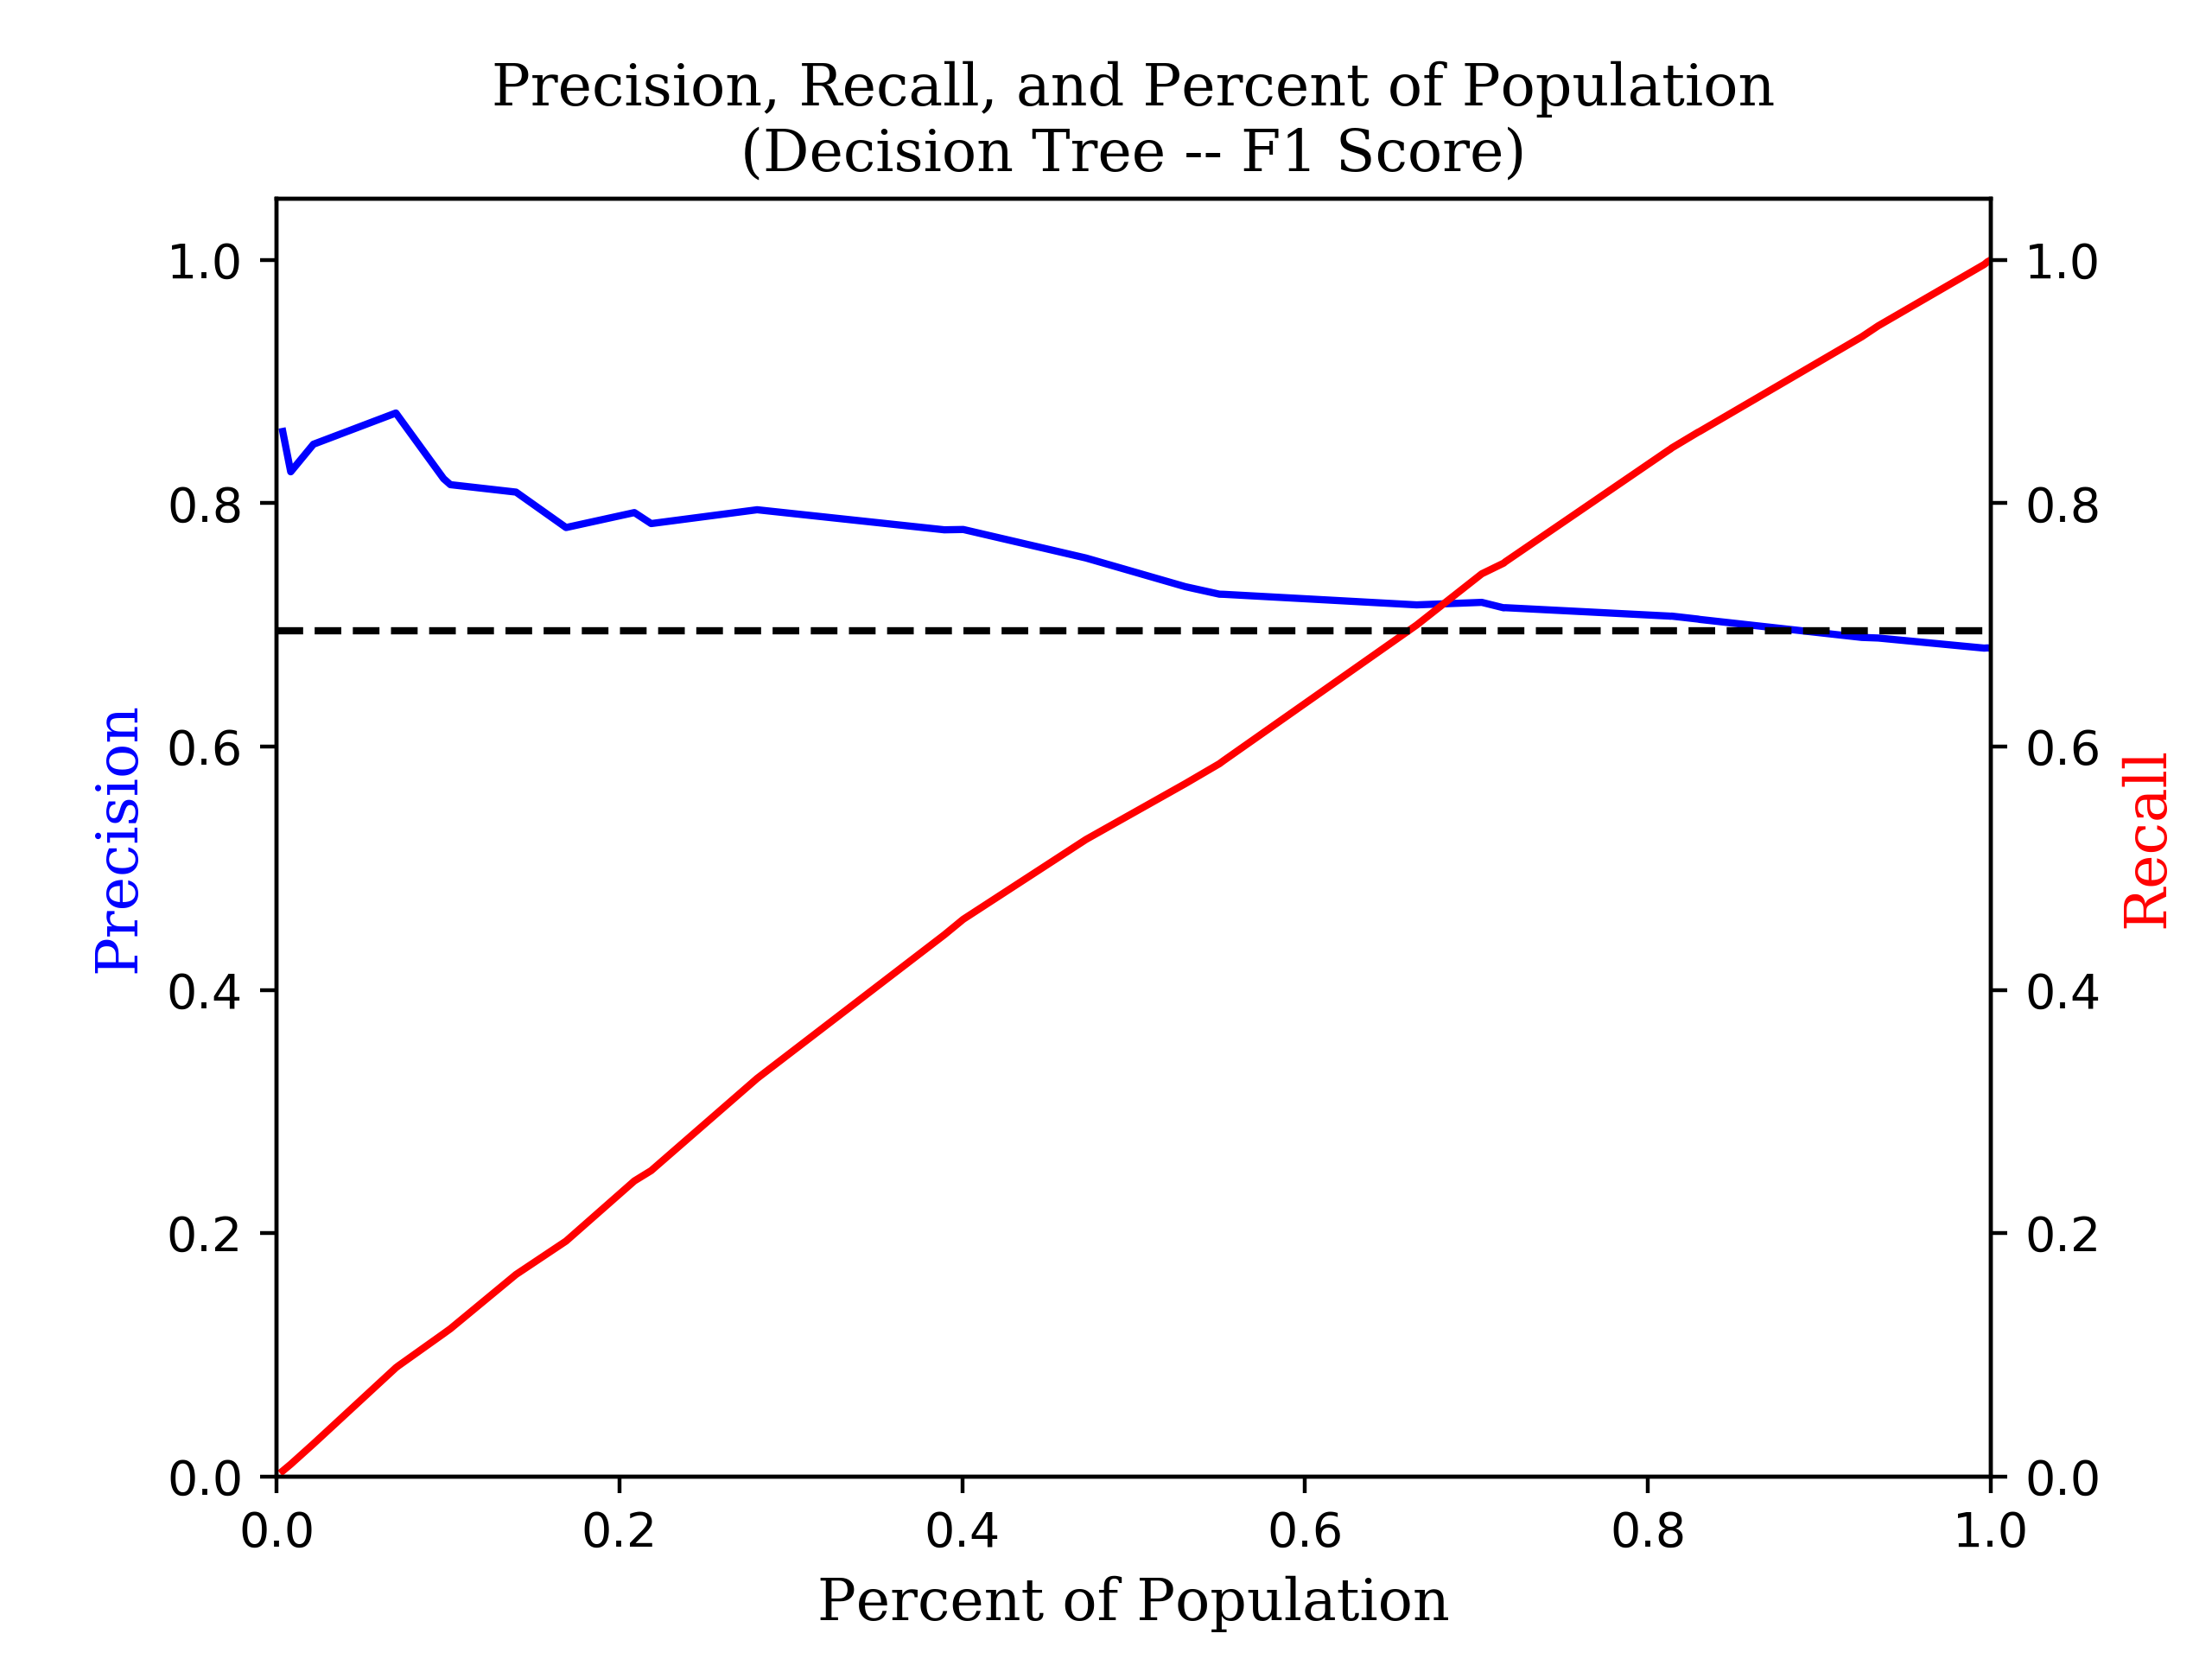 Precision, Recall, and Percent of Population
(Decision Tree -- F1 Score)
1.0
0.8
0.6
0.4
0.2
0.0
Precision
1.0
0.8
0.6
0.4
0.2
0.0
Recall
0.0 0.2 0.4 0.6 0.8 1.0
Percent of Population